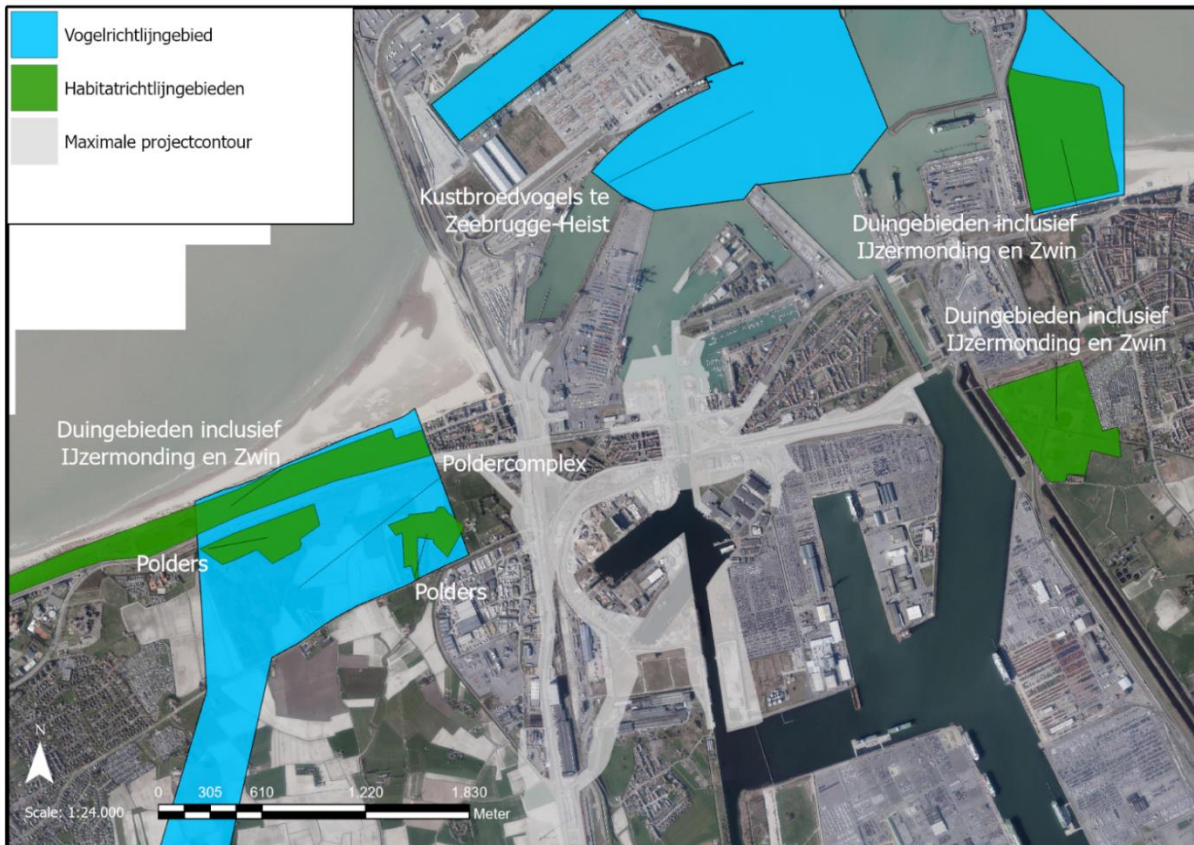 Vogelrichtlijngebied
Habitatrichtlijngebieden
Maximale projectcontour
Kustbroedvogels te
Zeebrugge-Heist
Duingebieden inclusief
IJzermonding en Zwin
Duingebieden inclusief
IJzermonding en Zwin
Duingebieden inclusief
IJzermonding en Zwin
Poldercomplex
Polders
Polders
N
Scale: 1:24.000
0 305 610 1.220 1.830
Meter